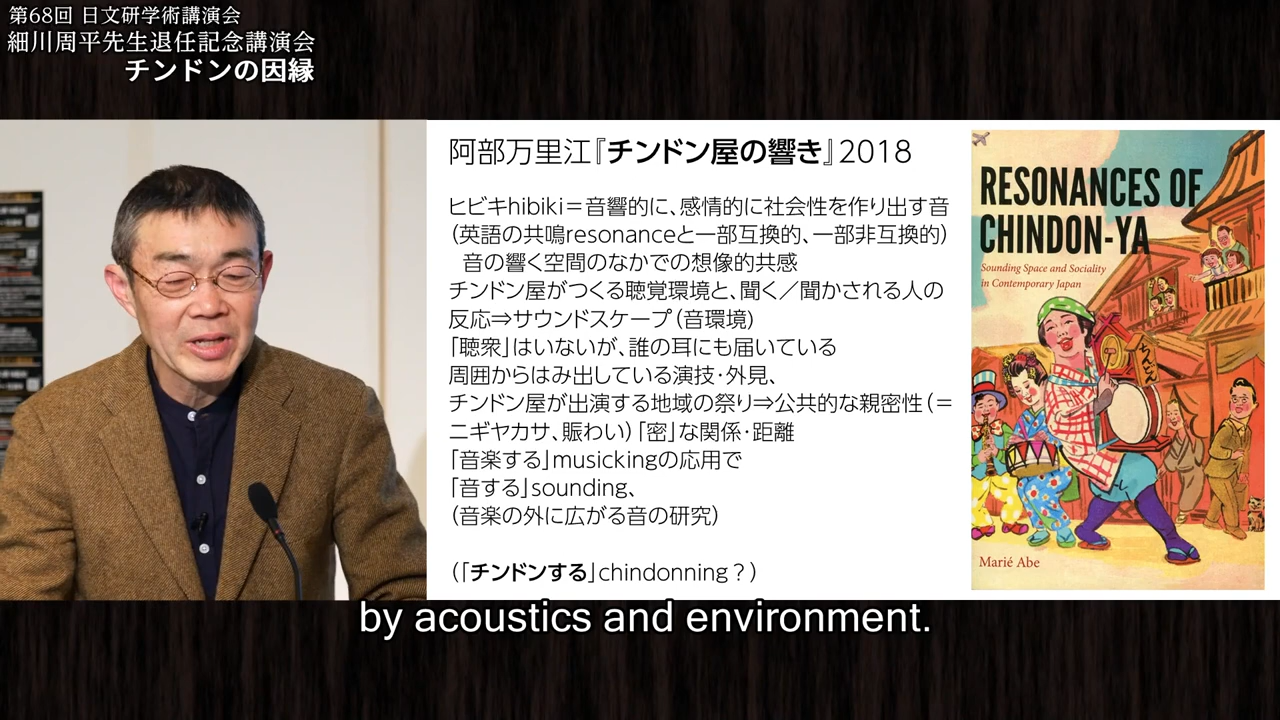 第68回 日文研学術講演会
細川周平先生退任記念講演会
チンドンの因縁
阿部万里江『チンドン屋の響き』2018
ヒビキhibiki＝音響的に、感情的に社会性を作り出す音
（英語の共鳴resonanceと一部互換的、一部非互換的）
音の響く空間のなかでの想像的共感
チンドン屋がつくる聴覚環境と、聞く／聞かされる人の
反応⇒サウンドスケープ（音環境）
「聴衆」はいないが、誰の耳にも届いている
周囲からはみ出している演技・外見、
チンドン屋が出演する地域の祭り⇒公共的な親密性（＝
ニギヤカサ、賑わい）「密」な関係・距離
「音楽する」musickingの応用で
「音する」sounding、
（音楽の外に広がる音の研究）
（「チンドンする」chindonning？）
RESONANCES OF
CHINDON-YA
Sounding Space and Sociality
in Contemporary Japan
ちんどん
Marié Abe
by acoustics and environment.